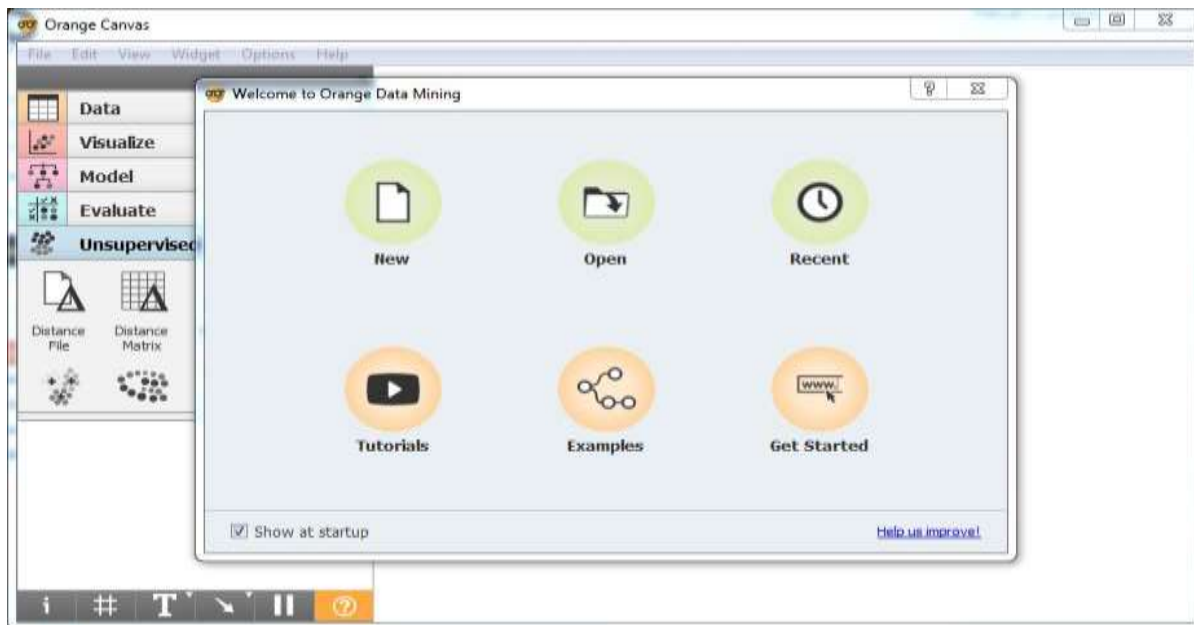 Orange Canvas
File Edit View Widget Options Help
Welcome to Orange Data Mining
Data
Visualize
Model
Evaluate
Unsupervised
Distance File
Distance Matrix
New
Open
Recent
Tutorials
www.
Examples
Get Started
Show at startup
Help us improve!
i # T ?